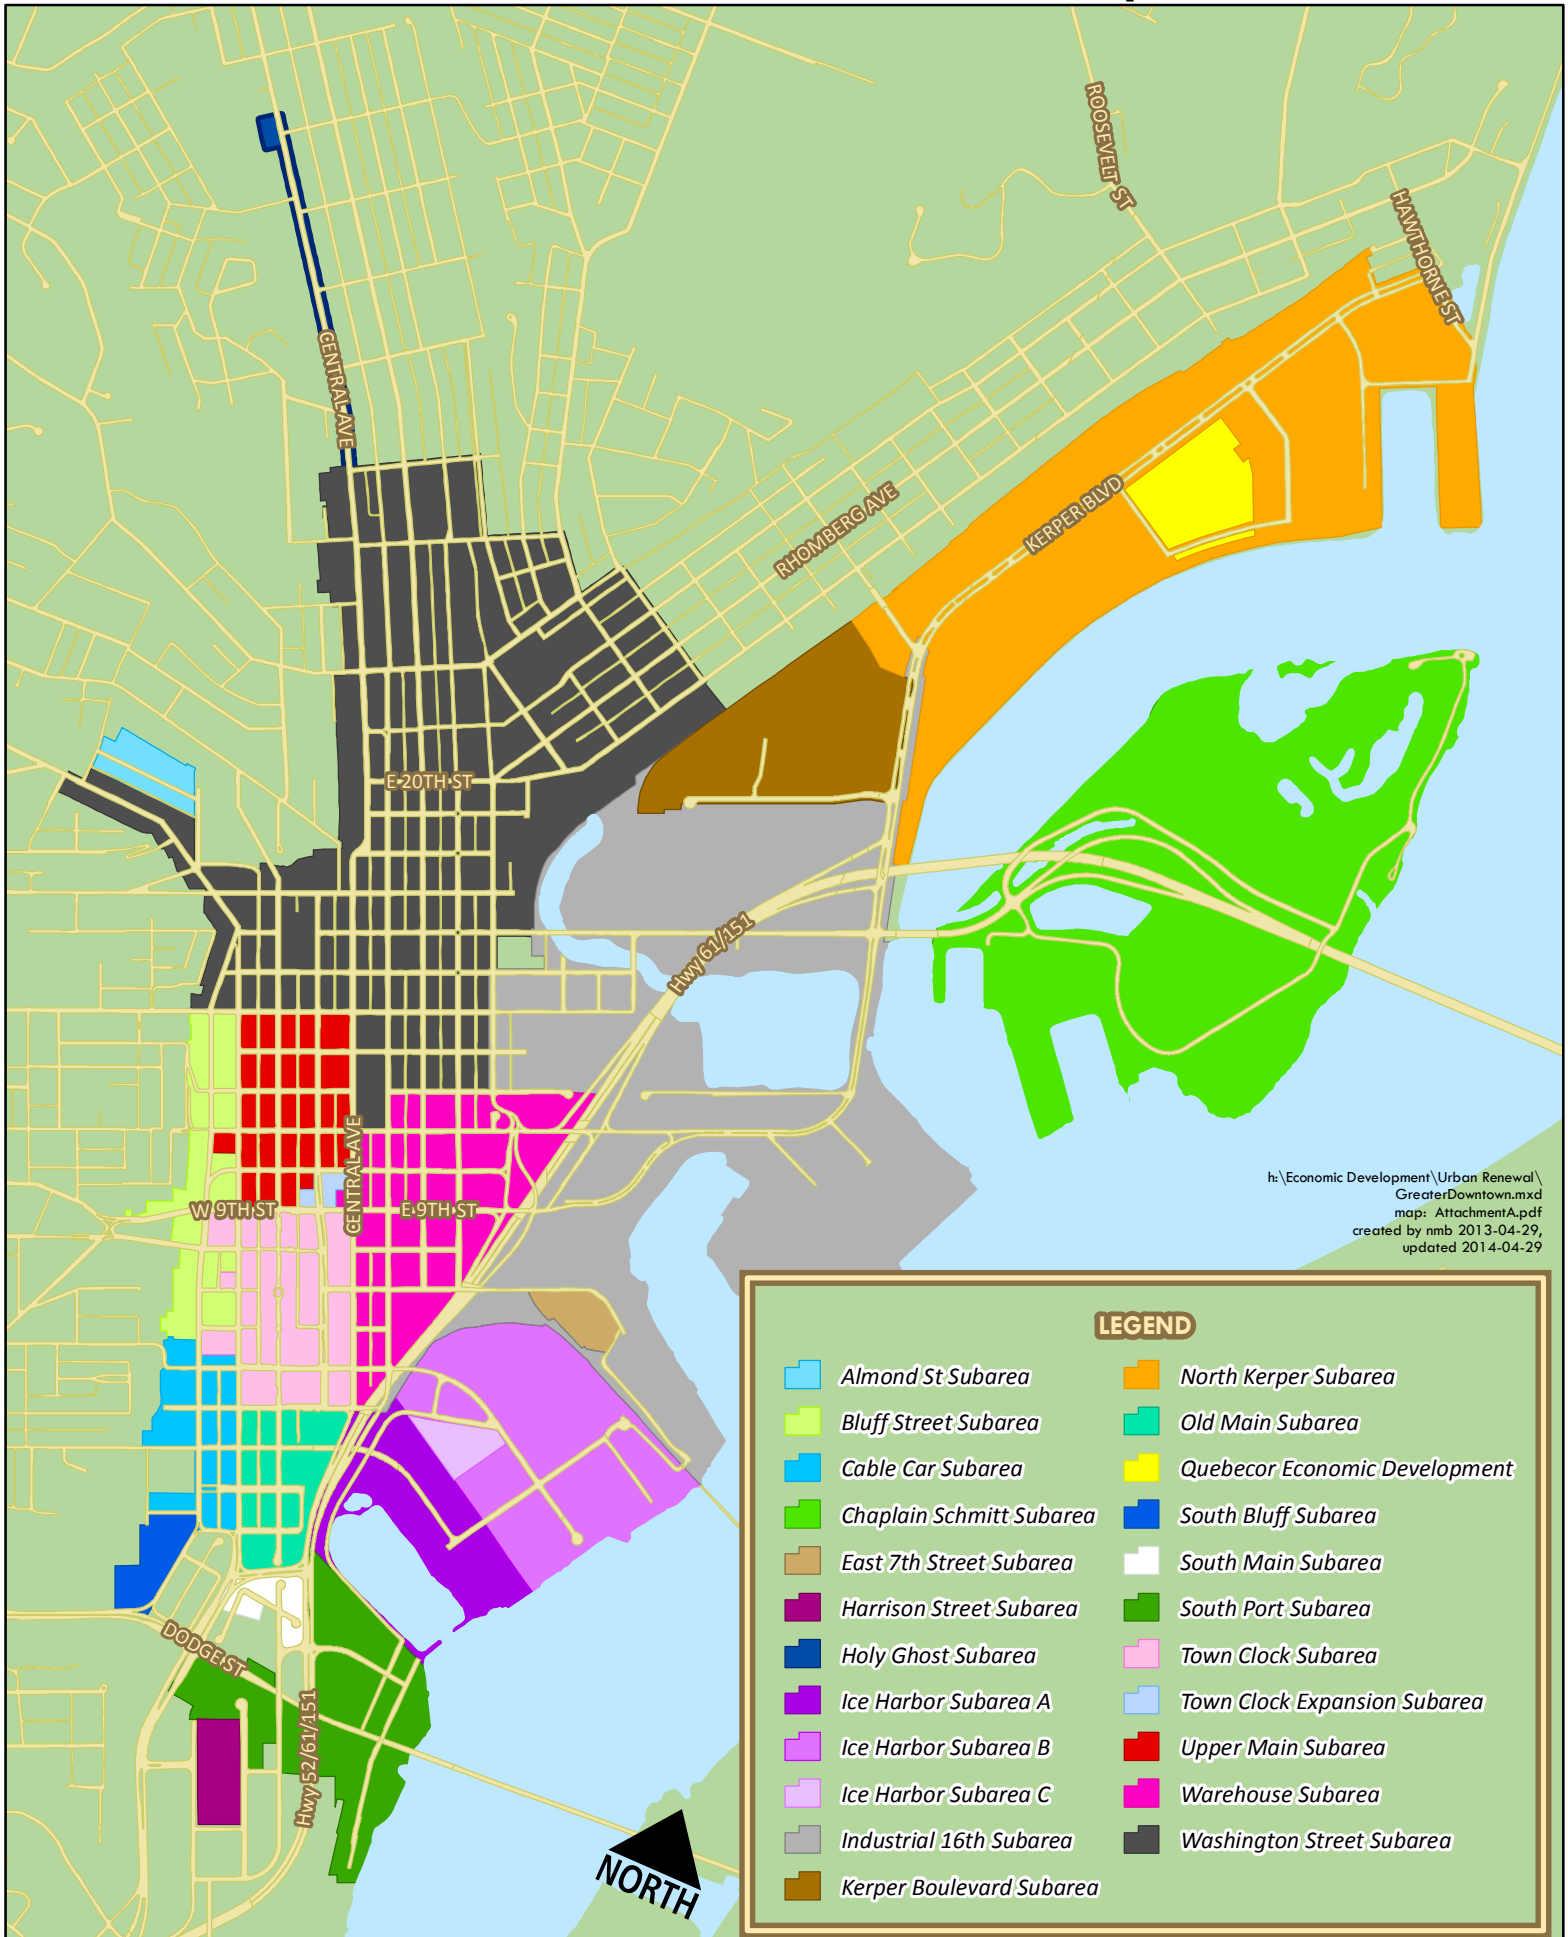 ROOSEVELT ST
HAWTHORNE ST
CENTRAL AVE
RHOMBERG AVE
KERPER BLVD
E 20TH ST
Hwy 61/151
CENTRAL AVE
W 9TH ST
E 9TH ST
DODGE ST
Hwy 52/61/151
NORTH
h:\Economic Development\Urban Renewal\
GreaterDowntown.mxd
map: AttachmentA.pdf
created by nmb 2013-04-29,
updated 2014-04-29
LEGEND
Almond St Subarea
Bluff Street Subarea
Cable Car Subarea
Chaplain Schmitt Subarea
East 7th Street Subarea
Harrison Street Subarea
Holy Ghost Subarea
Ice Harbor Subarea A
Ice Harbor Subarea B
Ice Harbor Subarea C
Industrial 16th Subarea
Kerper Boulevard Subarea
North Kerper Subarea
Old Main Subarea
Quebecor Economic Development
South Bluff Subarea
South Main Subarea
South Port Subarea
Town Clock Subarea
Town Clock Expansion Subarea
Upper Main Subarea
Warehouse Subarea
Washington Street Subarea